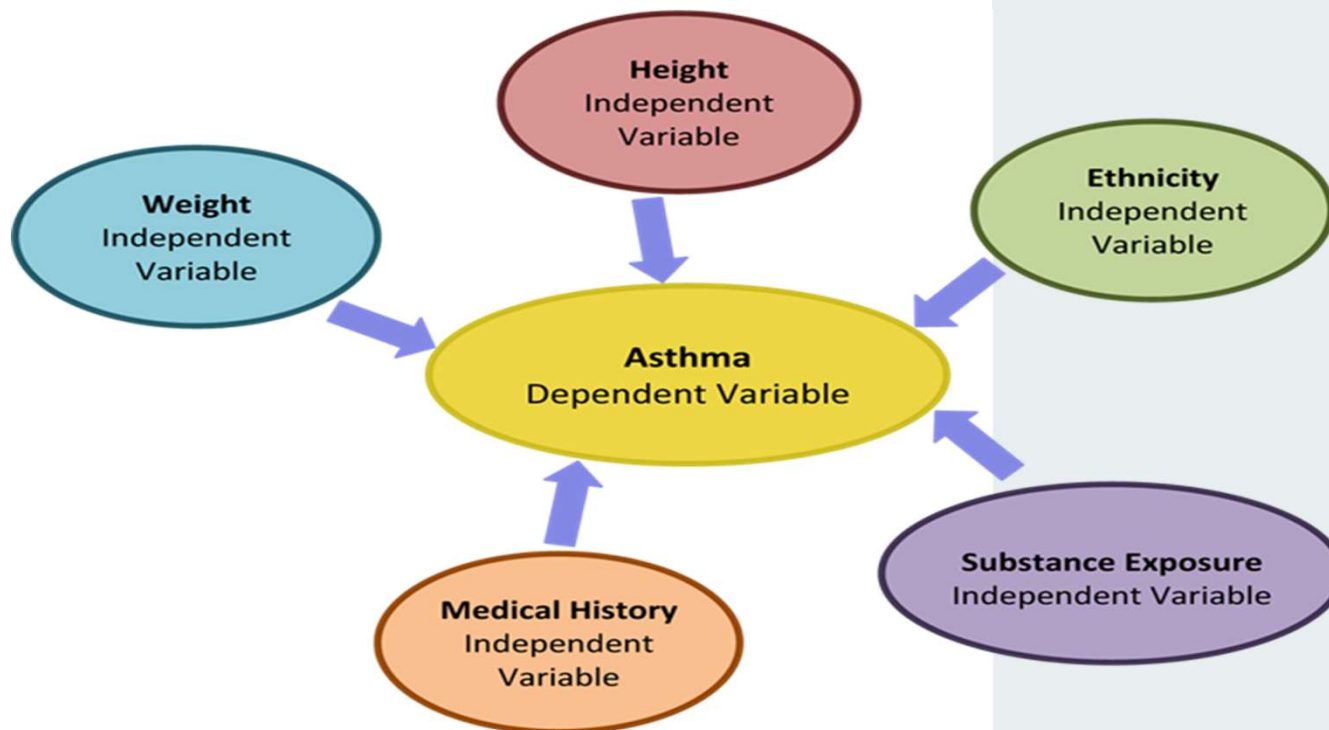 Height
Independent
Variable
Ethnicity
Independent
Variable
Weight
Independent
Variable
Asthma
Dependent Variable
Substance Exposure
Independent Variable
Medical History
Independent
Variable